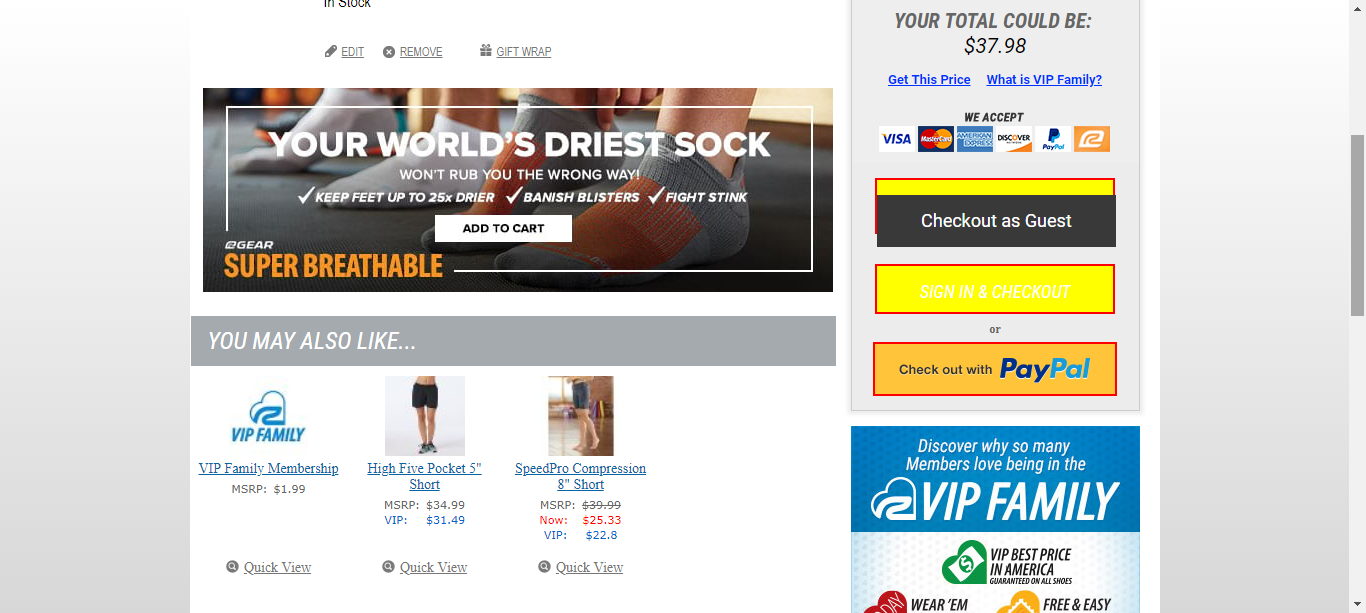 In Stock
EDIT REMOVE GIFT WRAP
YOUR WORLD'S DRIEST SOCK
WON'T RUB YOU THE WRONG WAY!
KEEP FEET UP TO 25x DRIER BANISH BLISTERS FIGHT STINK
ADD TO CART
GEAR
SUPER BREATHABLE
YOU MAY ALSO LIKE...
VIP FAMILY
VIP Family Membership
MSRP: $1.99
Quick View
High Five Pocket 5"
Short
MSRP: $34.99
VIP: $31.49
Quick View
SpeedPro Compression
8" Short
MSRP: $39.99
Now: $25.33
VIP: $22.8
Quick View
YOUR TOTAL COULD BE:
$37.98
Get This Price What is VIP Family?
WE ACCEPT
VISA MasterCard AMERICAN EXPRESS DISCOVER NETWORK PayPal
Checkout as Guest
SIGN IN & CHECKOUT
or
Check out with PayPal
Discover why so many
Members love being in the
VIP FAMILY
VIP BEST PRICE
IN AMERICA
GUARANTEED ON ALL SHOES
DAY WEAR 'EM FREE & EASY